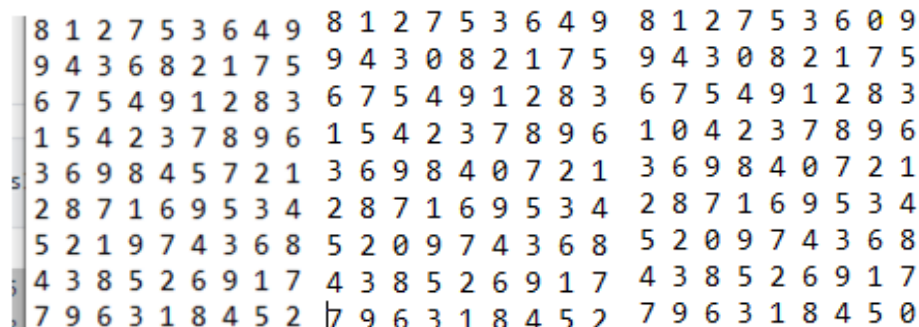 8 1 2 7 5 3 6 4 9
9 4 3 6 8 2 1 7 5
6 7 5 4 9 1 2 8 3
1 5 4 2 3 7 8 9 6
3 6 9 8 4 5 7 2 1
2 8 7 1 6 9 5 3 4
5 2 1 9 7 4 3 6 8
4 3 8 5 2 6 9 1 7
7 9 6 3 1 8 4 5 2
8 1 2 7 5 3 6 4 9
9 4 3 0 8 2 1 7 5
6 7 5 4 9 1 2 8 3
1 5 4 2 3 7 8 9 6
3 6 9 8 4 0 7 2 1
2 8 7 1 6 9 5 3 4
5 2 0 9 7 4 3 6 8
4 3 8 5 2 6 9 1 7
7 9 6 3 1 8 4 5 2
8 1 2 7 5 3 6 0 9
9 4 3 0 8 2 1 7 5
6 7 5 4 9 1 2 8 3
1 0 4 2 3 7 8 9 6
3 6 9 8 4 0 7 2 1
2 8 7 1 6 9 5 3 4
5 2 0 9 7 4 3 6 8
4 3 8 5 2 6 9 1 7
7 9 6 3 1 8 4 5 0